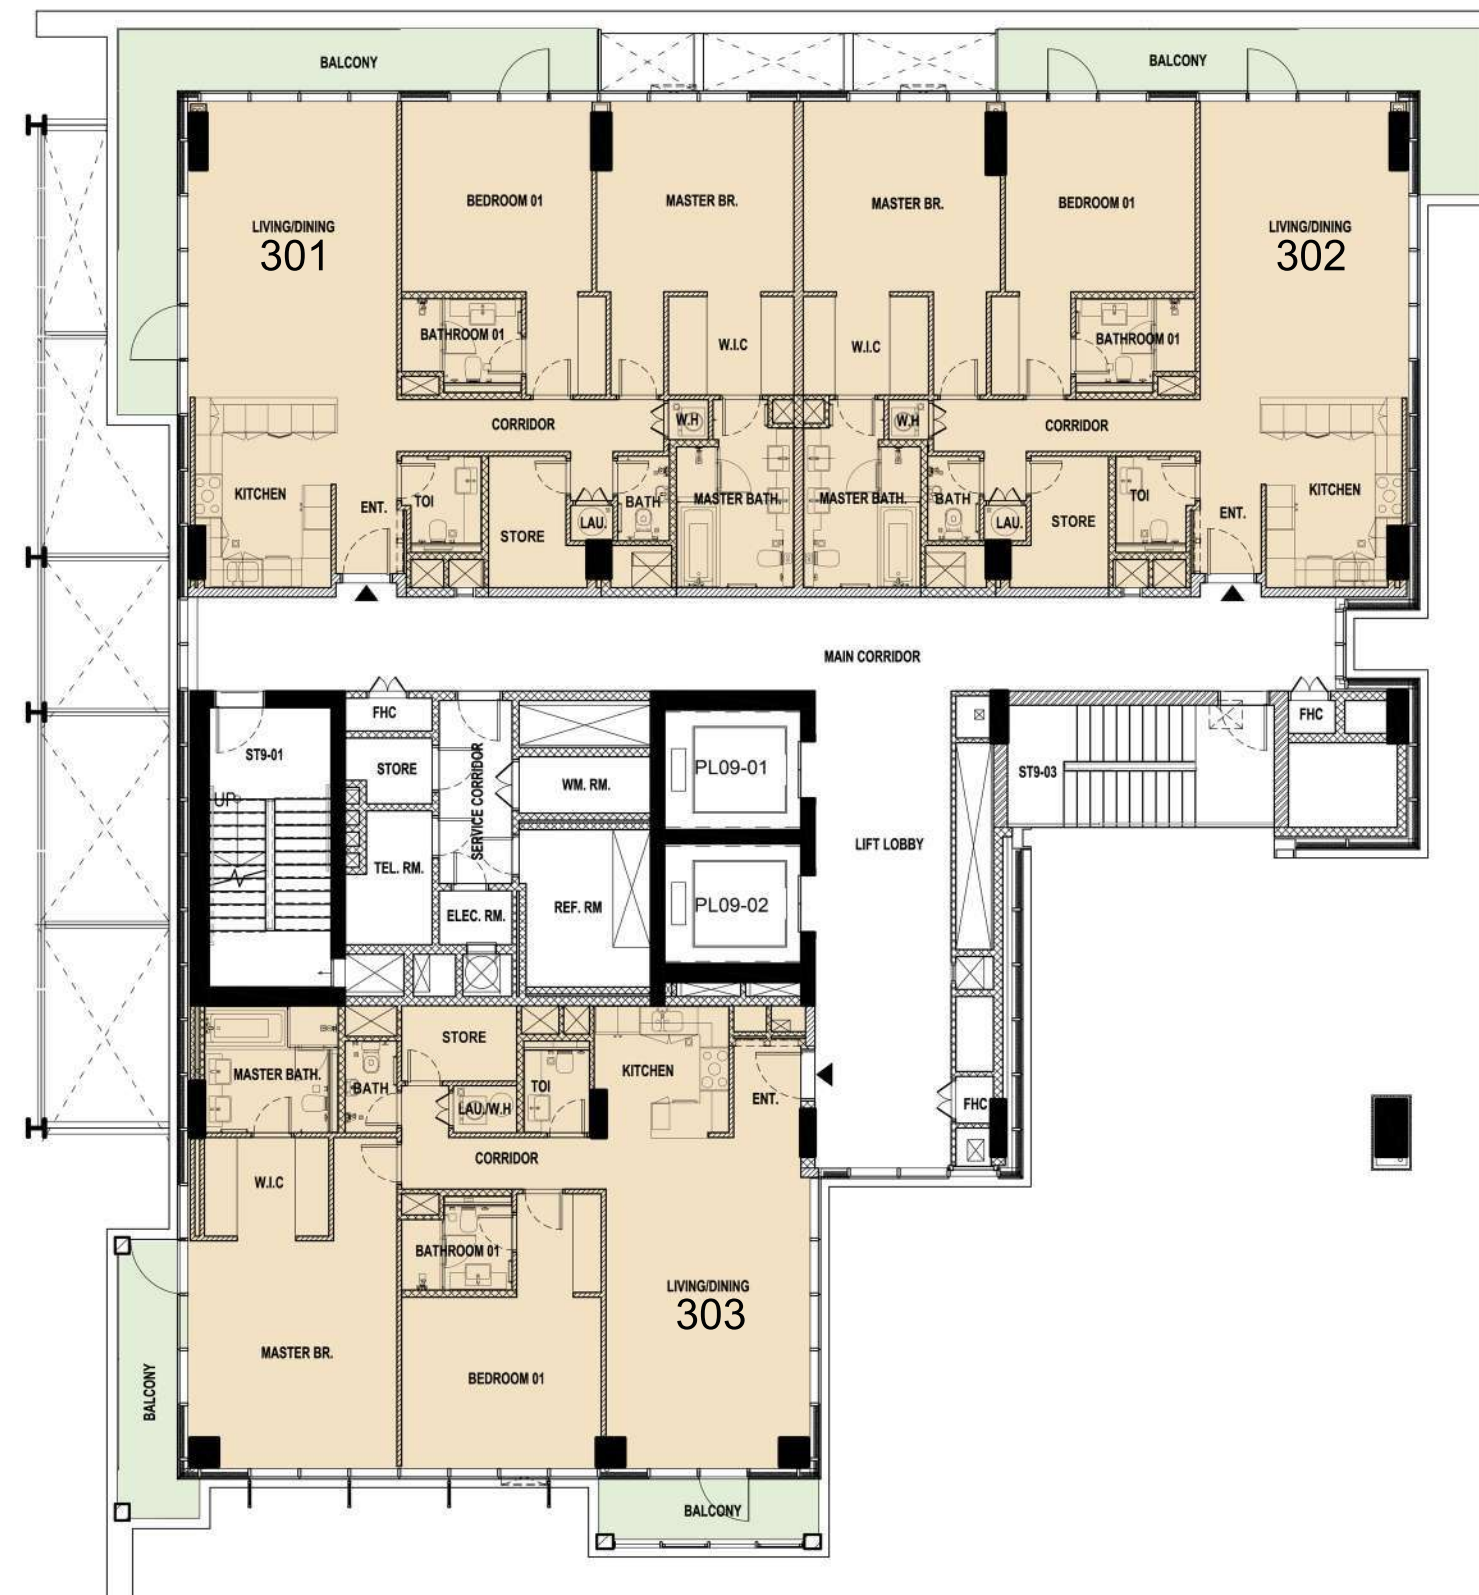 BALCONY
BALCONY
BEDROOM 01
MASTER BR.
MASTER BR.
BEDROOM 01
LIVING/DINING
301
LIVING/DINING
302
BATHROOM 01
W.I.C
W.I.C
BATHROOM 01
CORRIDOR
W.H
W.H
CORRIDOR
KITCHEN
ENT.
TOI
STORE
LAU.
BATH
MASTER BATH.
MASTER BATH.
BATH
LAU.
STORE
TOI
ENT.
KITCHEN
MAIN CORRIDOR
FHC
FHC
ST9-01
STORE
SERVICE CORRIDOR
WM. RM.
PL09-01
ST9-03
UP
TEL. RM.
LIFT LOBBY
ELEC. RM.
REF. RM
PL09-02
STORE
MASTER BATH.
BATH
LAU./W.H
TOI
KITCHEN
ENT.
FHC
CORRIDOR
W.I.C
BATHROOM 01
LIVING/DINING
303
MASTER BR.
BEDROOM 01
BALCONY
BALCONY